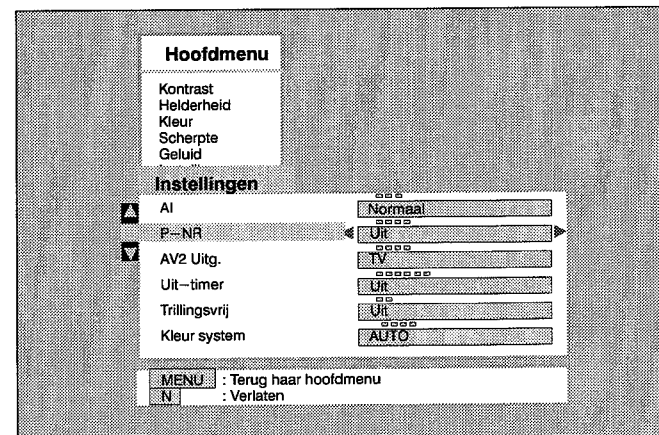 Hoofdmenu
Kontrast
Helderheid
Kleur
Scherpte
Geluid
Instellingen
AI Normaal
P-NR Uit
AV2 Uitg. TV
Uit-timer Uit
Trillingsvrij Uit
Kleur system AUTO
MENU : Terug haar hoofdmenu
N : Verlaten